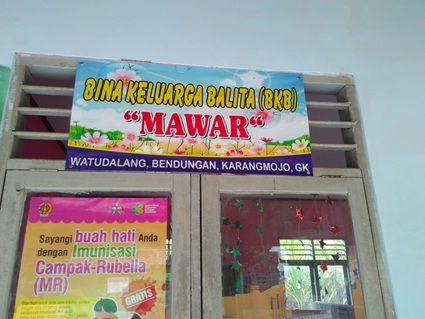 BINA KELUARGA BALITA (BKB)
“MAWAR“
WATUDALANG, BENDUNGAN, KARANGMOJO, GK
Sayangi buah hati Anda
dengan Imunisasi
Campak-Rubella
(MR)
GRATIS